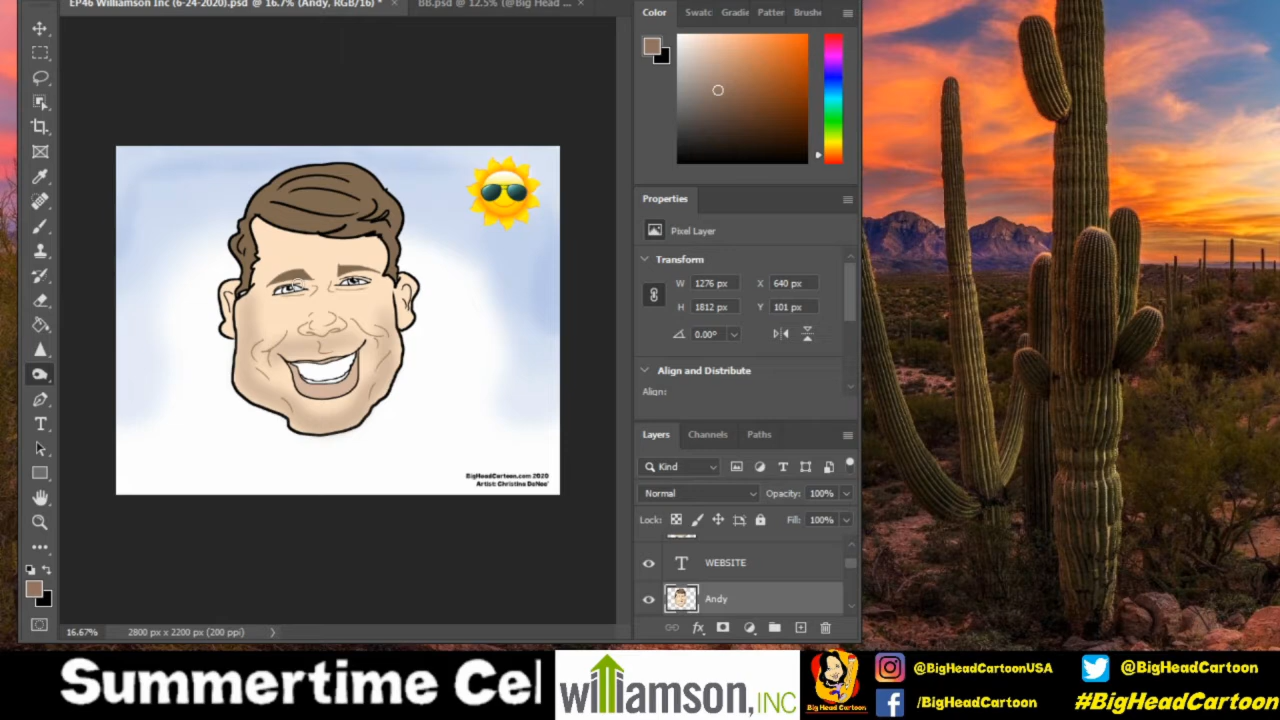 EP46 Williamson Inc (6-24-2020).psd @ 16.7% (Andy, RGB/16) *
BB.psd @ 12.5% (@Big Head ...
Color Swatc Gradie Patter Brushe
Properties
Pixel Layer
Transform
W 1276 px X 640 px
H 1812 px Y 101 px
0.00°
Align and Distribute
Align:
Layers Channels Paths
Kind
Normal Opacity: 100%
Lock: Fill: 100%
WEBSITE
Andy
fx
BigHeadCartoon.com 2020
Artist: Christina DeNee'
16.67% 2800 px x 2200 px (200 ppi)
Summertime Cel
williamson, INC
Big Head Cartoon
@BigHeadCartoonUSA
/BigHeadCartoon
@BigHeadCartoon
#BigHeadCartoon